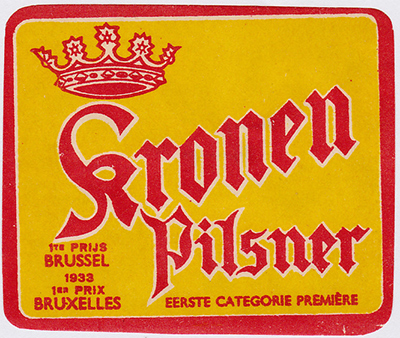 Kronen
Pilsner
1TE PRIJS
BRUSSEL
1933
1ER PRIX
BRUXELLES
EERSTE CATEGORIE PREMIÈRE